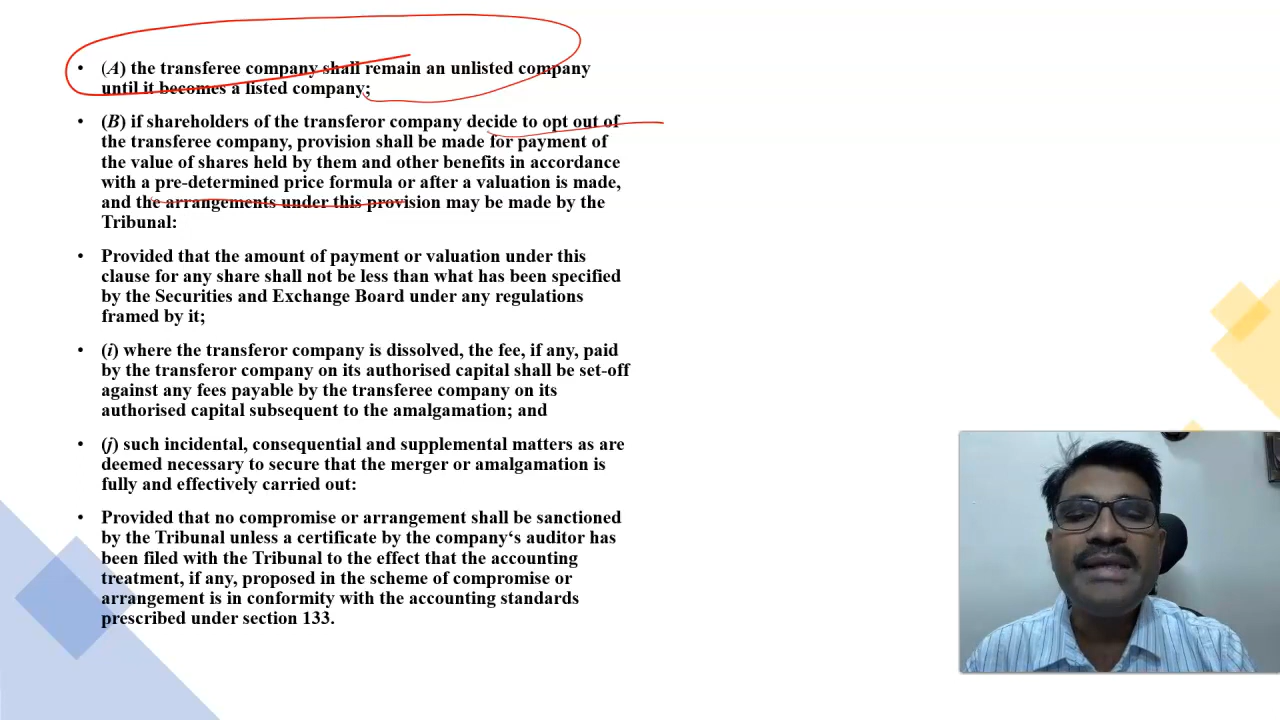 • (A) the transferee company shall remain an unlisted company
until it becomes a listed company;
• (B) if shareholders of the transferor company decide to opt out of
the transferee company, provision shall be made for payment of
the value of shares held by them and other benefits in accordance
with a pre-determined price formula or after a valuation is made,
and the arrangements under this provision may be made by the
Tribunal:
• Provided that the amount of payment or valuation under this
clause for any share shall not be less than what has been specified
by the Securities and Exchange Board under any regulations
framed by it;
• (i) where the transferor company is dissolved, the fee, if any, paid
by the transferor company on its authorised capital shall be set-off
against any fees payable by the transferee company on its
authorised capital subsequent to the amalgamation; and
• (j) such incidental, consequential and supplemental matters as are
deemed necessary to secure that the merger or amalgamation is
fully and effectively carried out:
• Provided that no compromise or arrangement shall be sanctioned
by the Tribunal unless a certificate by the company‘s auditor has
been filed with the Tribunal to the effect that the accounting
treatment, if any, proposed in the scheme of compromise or
arrangement is in conformity with the accounting standards
prescribed under section 133.